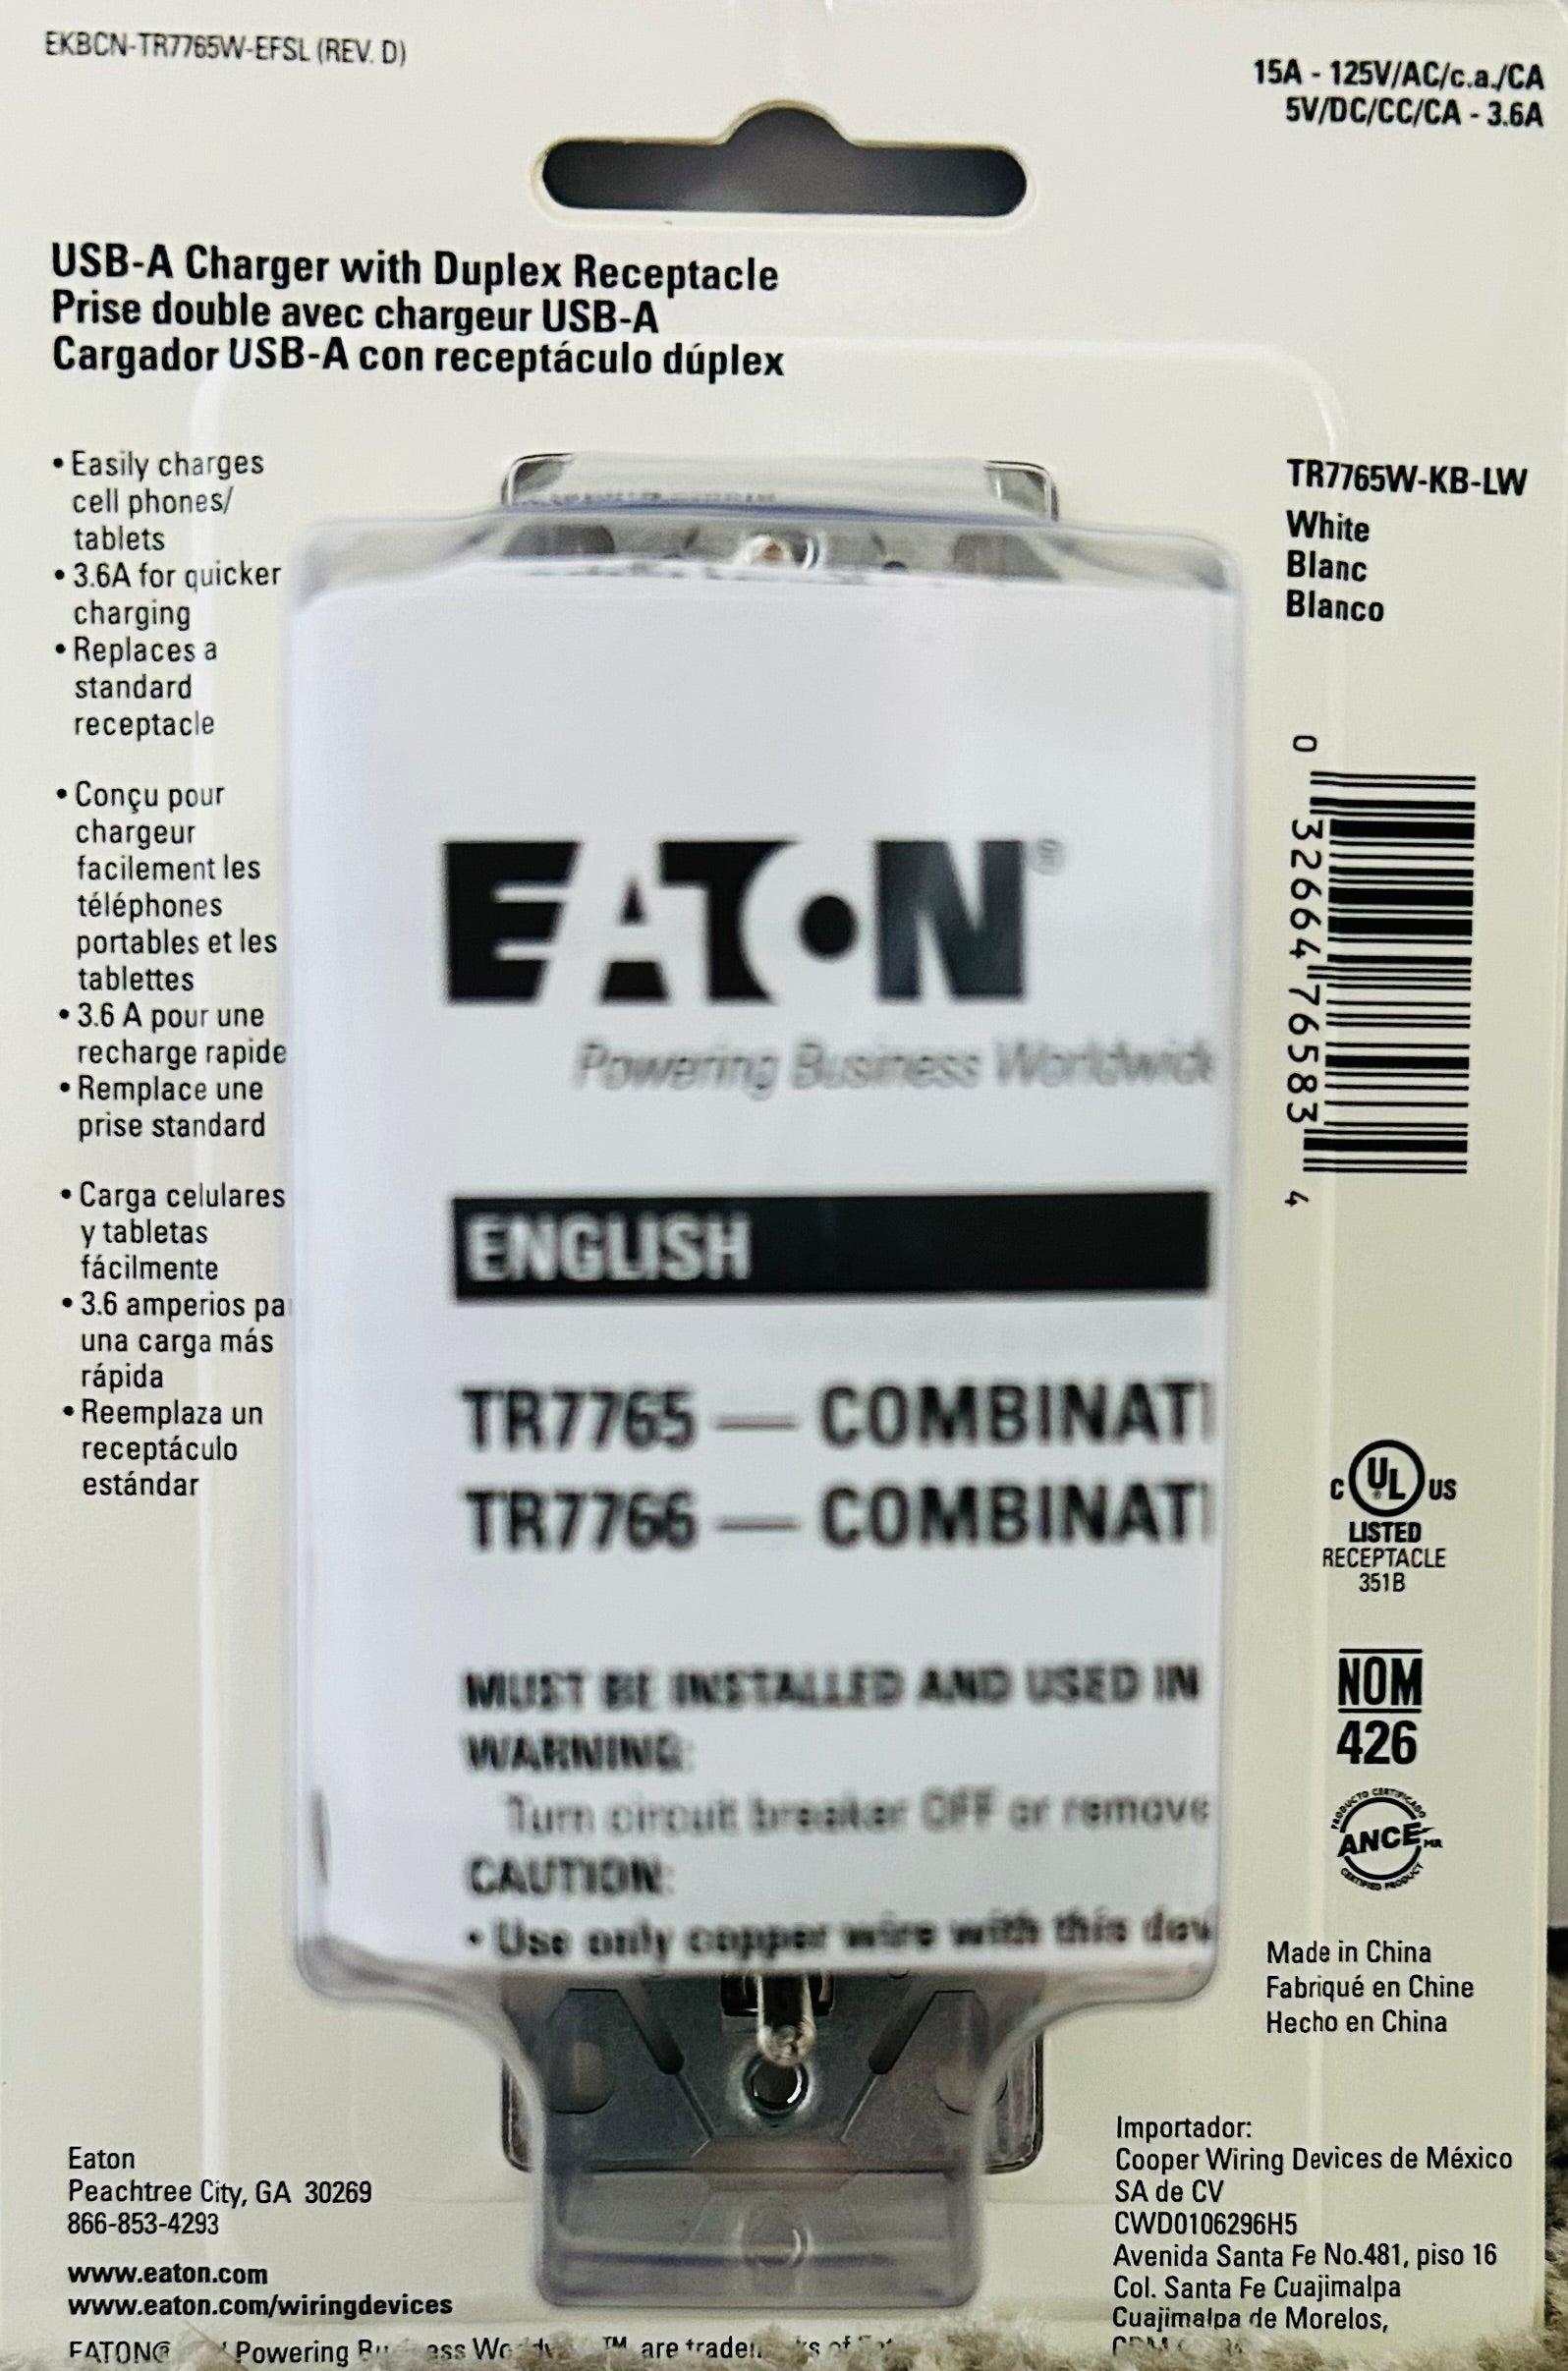 EKBCN-TR7765W-EFSL (REV. D)
15A - 125V/AC/c.a./CA
5V/DC/CC/CA - 3.6A
USB-A Charger with Duplex Receptacle
Prise double avec chargeur USB-A
Cargador USB-A con receptáculo dúplex
• Easily charges
cell phones/
tablets
• 3.6A for quicker
charging
• Replaces a
standard
receptacle
• Conçu pour
chargeur
facilement les
téléphones
portables et les
tablettes
• 3.6 A pour une
recharge rapide
• Remplace une
prise standard
• Carga celulares
y tabletas
fácilmente
• 3.6 amperios pa
una carga más
rápida
• Reemplaza un
receptáculo
estándar
EATON®
Powering Business Worldwide
ENGLISH
TR7765 — COMBINATI
TR7766 — COMBINATI
MUST BE INSTALLED AND USED IN
WARNING:
Turn circuit breaker OFF or remove
CAUTION:
• Use only copper wire with this dev
TR7765W-KB-LW
White
Blanc
Blanco
0 32664 76583 4
C UL® US
LISTED
RECEPTACLE
351B
NOM
426
PRODUCTO CERTIFICADO
ANCE MR
CERTIFIED PRODUCT
Made in China
Fabriqué en Chine
Hecho en China
Eaton
Peachtree City, GA 30269
866-853-4293
www.eaton.com
www.eaton.com/wiringdevices
EATON® Powering are of
Importador:
Cooper Wiring Devices de México
SA de CV
CWD0106296H5
Avenida Santa Fe No.481, piso 16
Col. Santa Fe Cuajimalpa
Cuajimalpa de Morelos,